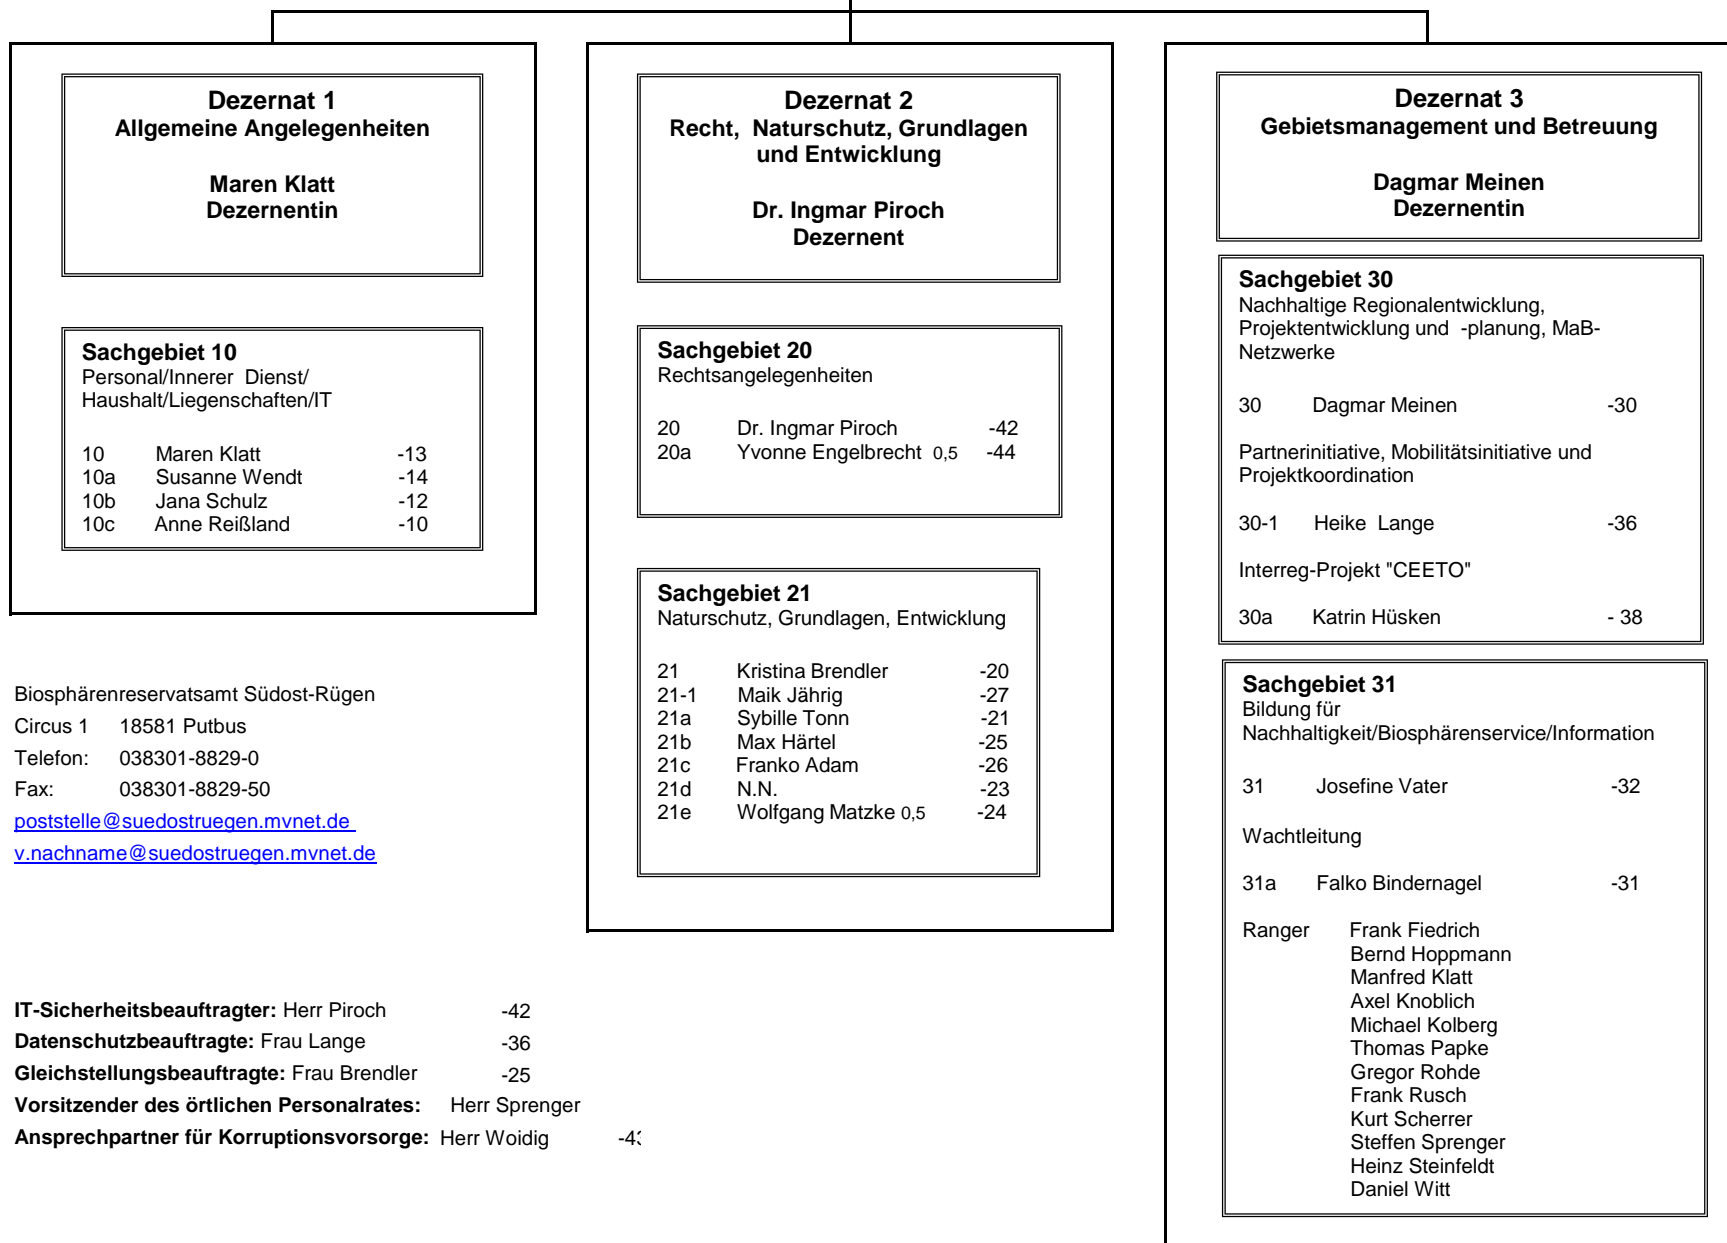 Dezernat 1
Allgemeine Angelegenheiten
Maren Klatt
Dezernentin
Sachgebiet 10
Personal/Innerer Dienst/
Haushalt/Liegenschaften/IT
10 Maren Klatt -13
10a Susanne Wendt -14
10b Jana Schulz -12
10c Anne Reißland -10
Biosphärenreservatsamt Südost-Rügen
Circus 1 18581 Putbus
Telefon: 038301-8829-0
Fax: 038301-8829-50
poststelle@suedostruegen.mvnet.de
v.nachname@suedostruegen.mvnet.de
IT-Sicherheitsbeauftragter: Herr Piroch -42
Datenschutzbeauftragte: Frau Lange -36
Gleichstellungsbeauftragte: Frau Brendler -25
Vorsitzender des örtlichen Personalrates: Herr Sprenger
Ansprechpartner für Korruptionsvorsorge: Herr Woidig
Dezernat 2
Recht, Naturschutz, Grundlagen
und Entwicklung
Dr. Ingmar Piroch
Dezernent
Sachgebiet 20
Rechtsangelegenheiten
20 Dr. Ingmar Piroch -42
20a Yvonne Engelbrecht 0,5 -44
Sachgebiet 21
Naturschutz, Grundlagen, Entwicklung
21 Kristina Brendler -20
21-1 Maik Jährig -27
21a Sybille Tonn -21
21b Max Härtel -25
21c Franko Adam -26
21d N.N. -23
21e Wolfgang Matzke 0,5 -24
Dezernat 3
Gebietsmanagement und Betreuung
Dagmar Meinen
Dezernentin
Sachgebiet 30
Nachhaltige Regionalentwicklung,
Projektentwicklung und -planung, MaB-
Netzwerke
30 Dagmar Meinen -30
Partnerinitiative, Mobilitätsinitiative und
Projektkoordination
30-1 Heike Lange -36
Interreg-Projekt "CEETO"
30a Katrin Hüsken - 38
Sachgebiet 31
Bildung für
Nachhaltigkeit/Biosphärenservice/Information
31 Josefine Vater -32
Wachtleitung
31a Falko Bindernagel -31
Ranger Frank Fiedrich
Bernd Hoppmann
Manfred Klatt
Axel Knoblich
Michael Kolberg
Thomas Papke
Gregor Rohde
Frank Rusch
Kurt Scherrer
Steffen Sprenger
Heinz Steinfeldt
Daniel Witt